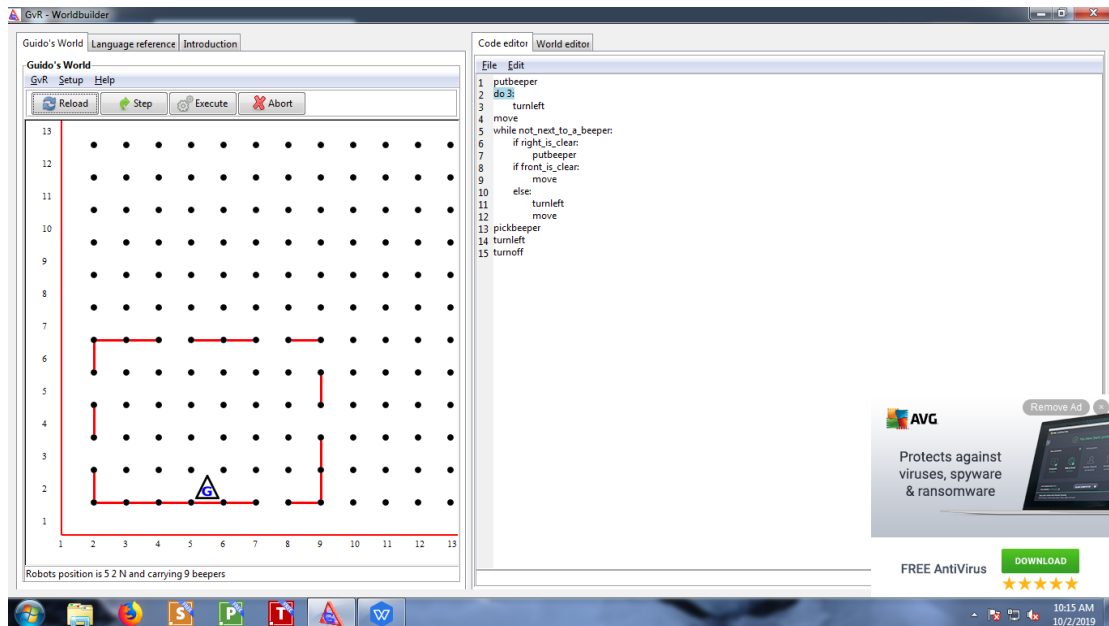 GvR - Worldbuilder
Guido's World Language reference Introduction
Guido's World
GvR Setup Help
Reload Step Execute Abort
13
12
11
10
9
8
7
6
5
4
3
2
1
G
1 2 3 4 5 6 7 8 9 10 11 12 13
Robots position is 5 2 N and carrying 9 beepers
Code editor World editor
File Edit
1 putbeeper
2 do 3:
3 turnleft
4 move
5 while not_next_to_a_beeper:
6 if right_is_clear:
7 putbeeper
8 if front_is_clear:
9 move
10 else:
11 turnleft
12 move
13 pickbeeper
14 turnleft
15 turnoff
Remove Ad
AVG
Protects against
viruses, spyware
& ransomware
FREE AntiVirus
DOWNLOAD
S P T W
10:15 AM
10/2/2019